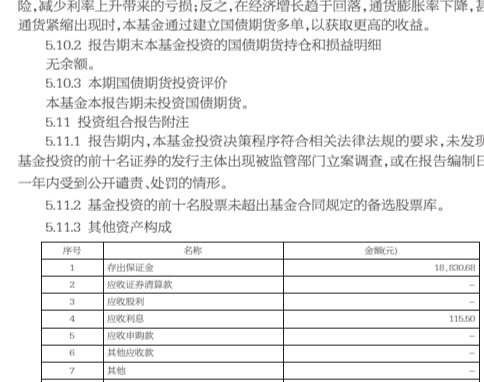 险,减少利率上升带来的亏损;反之,在经济增长趋于回落,通货膨胀率下降,甚
通货紧缩出现时,本基金通过建立国债期货多单,以获取更高的收益。
5.10.2 报告期末本基金投资的国债期货持仓和损益明细
无余额。
5.10.3 本期国债期货投资评价
本基金本报告期未投资国债期货。
5.11 投资组合报告附注
5.11.1 报告期内,本基金投资决策程序符合相关法律法规的要求,未发现
基金投资的前十名证券的发行主体出现被监管部门立案调查,或在报告编制日
一年内受到公开谴责、处罚的情形。
5.11.2 基金投资的前十名股票未超出基金合同规定的备选股票库。
5.11.3 其他资产构成
序号 名称 金额(元)
1 存出保证金 18,830.68
2 应收证券清算款 –
3 应收股利 –
4 应收利息 115.50
5 应收申购款 –
6 其他应收款 –
7 其他 –